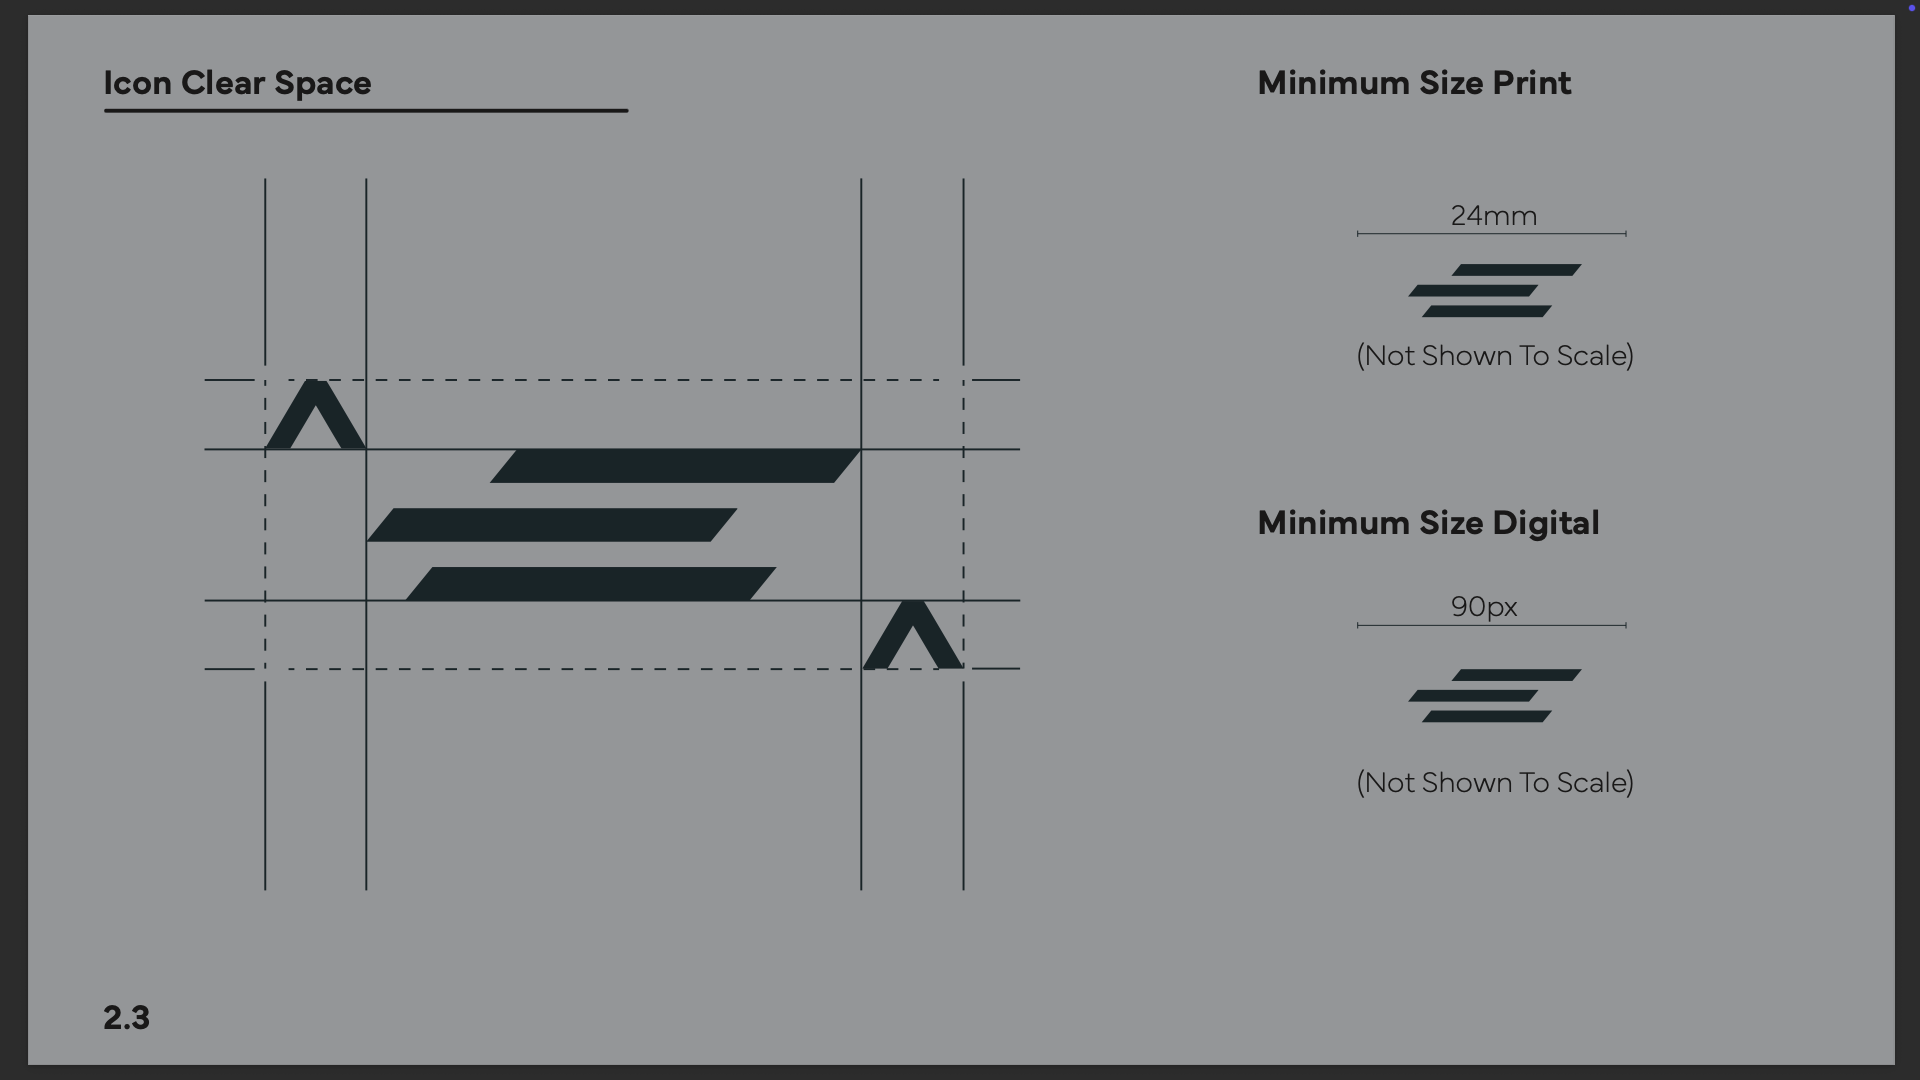 Icon Clear Space
Minimum Size Print
24mm
(Not Shown To Scale)
Minimum Size Digital
90px
(Not Shown To Scale)
2.3